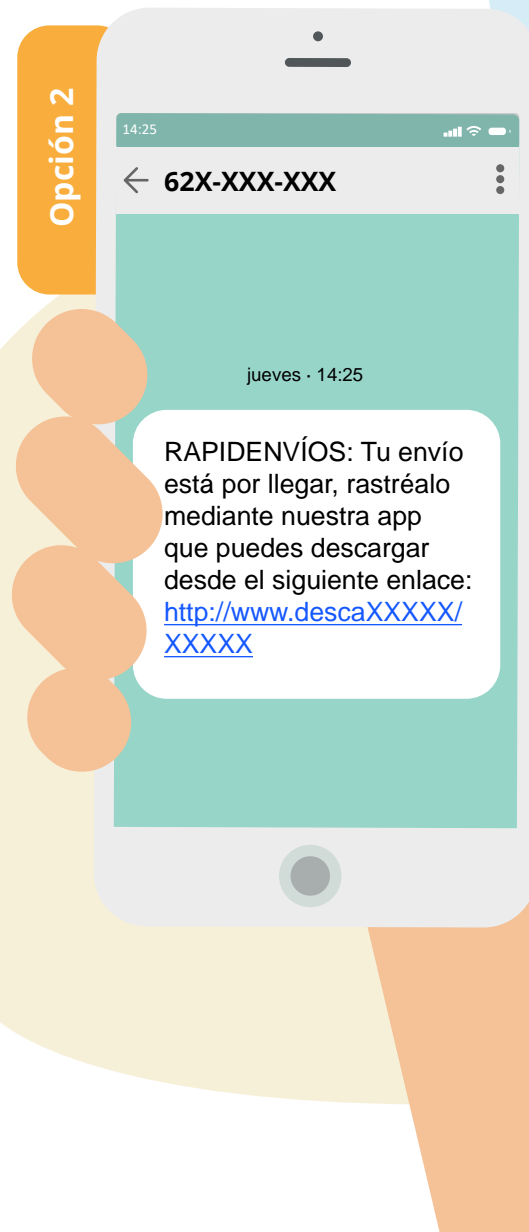 Opción 2
14:25
62X-XXX-XXX
jueves · 14:25
RAPIDENVÍOS: Tu envío
está por llegar, rastréalo
mediante nuestra app
que puedes descargar
desde el siguiente enlace:
http://www.descaXXXXX/
XXXXX